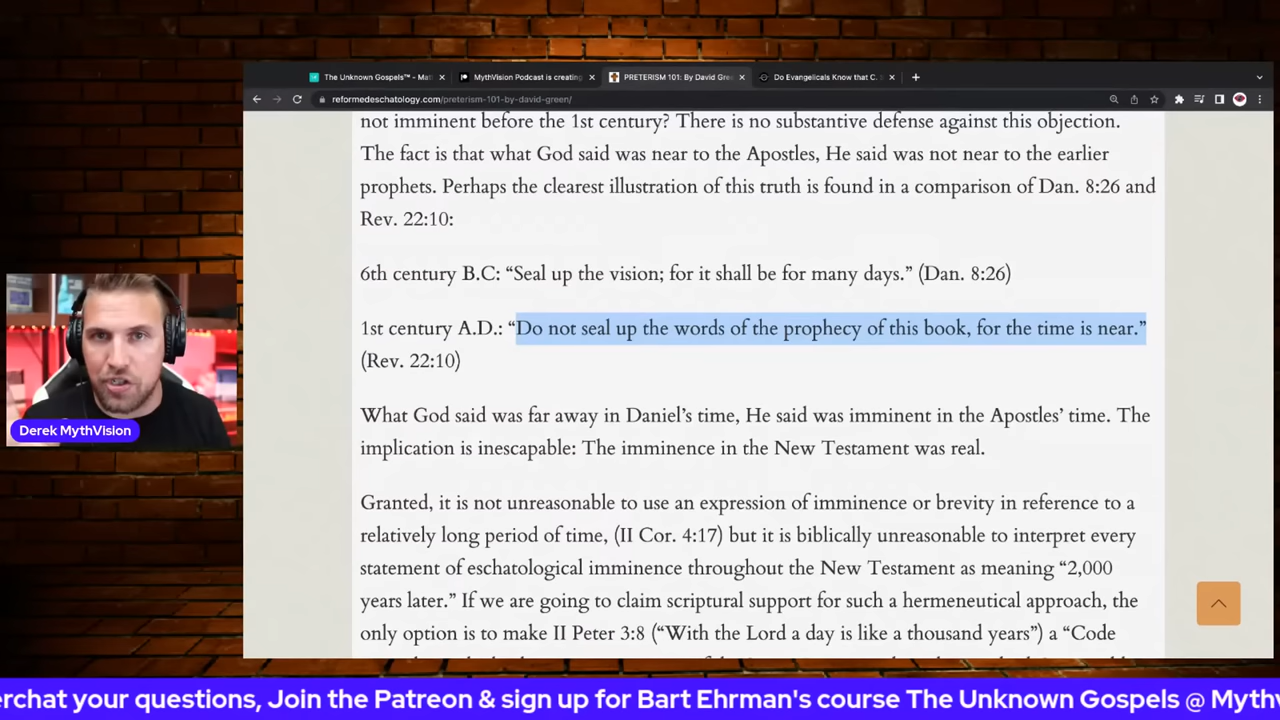 The Unknown Gospels™ - Mat
MythVision Podcast is creating
PRETERISM 101: By David Gree
Do Evangelicals Know that C.
reformedeschatology.com/preterism-101-by-david-green/
not imminent before the 1st century? There is no substantive defense against this objection.
The fact is that what God said was near to the Apostles, He said was not near to the earlier
prophets. Perhaps the clearest illustration of this truth is found in a comparison of Dan. 8:26 and
Rev. 22:10:
6th century B.C: “Seal up the vision; for it shall be for many days.” (Dan. 8:26)
1st century A.D.: “Do not seal up the words of the prophecy of this book, for the time is near.”
(Rev. 22:10)
What God said was far away in Daniel’s time, He said was imminent in the Apostles’ time. The
implication is inescapable: The imminence in the New Testament was real.
Granted, it is not unreasonable to use an expression of imminence or brevity in reference to a
relatively long period of time, (II Cor. 4:17) but it is biblically unreasonable to interpret every
statement of eschatological imminence throughout the New Testament as meaning “2,000
years later.” If we are going to claim scriptural support for such a hermeneutical approach, the
only option is to make II Peter 3:8 (“With the Lord a day is like a thousand years”) a “Code
Derek MythVision
erchat your questions, Join the Patreon & sign up for Bart Ehrman's course The Unknown Gospels @ MythV